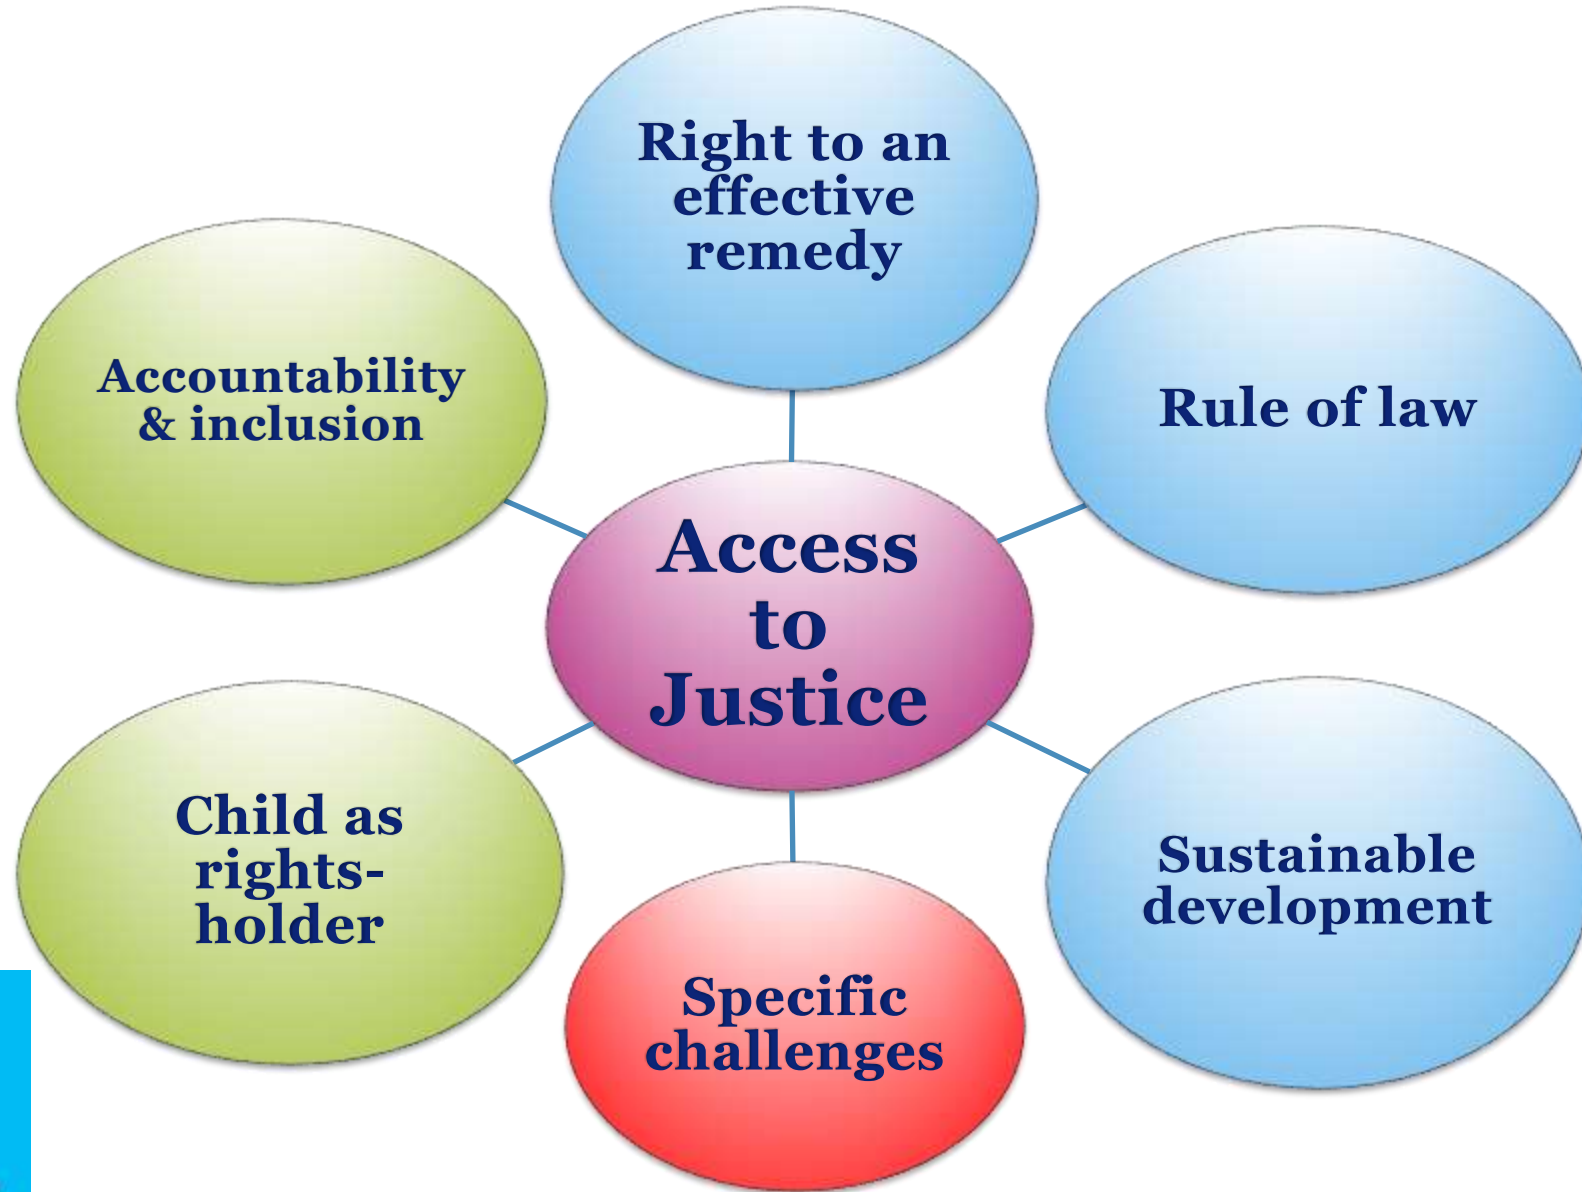 Right to an
effective
remedy
Accountability
& inclusion
Rule of law
Access
to
Justice
Child as
rights-
holder
Sustainable
development
Specific
challenges